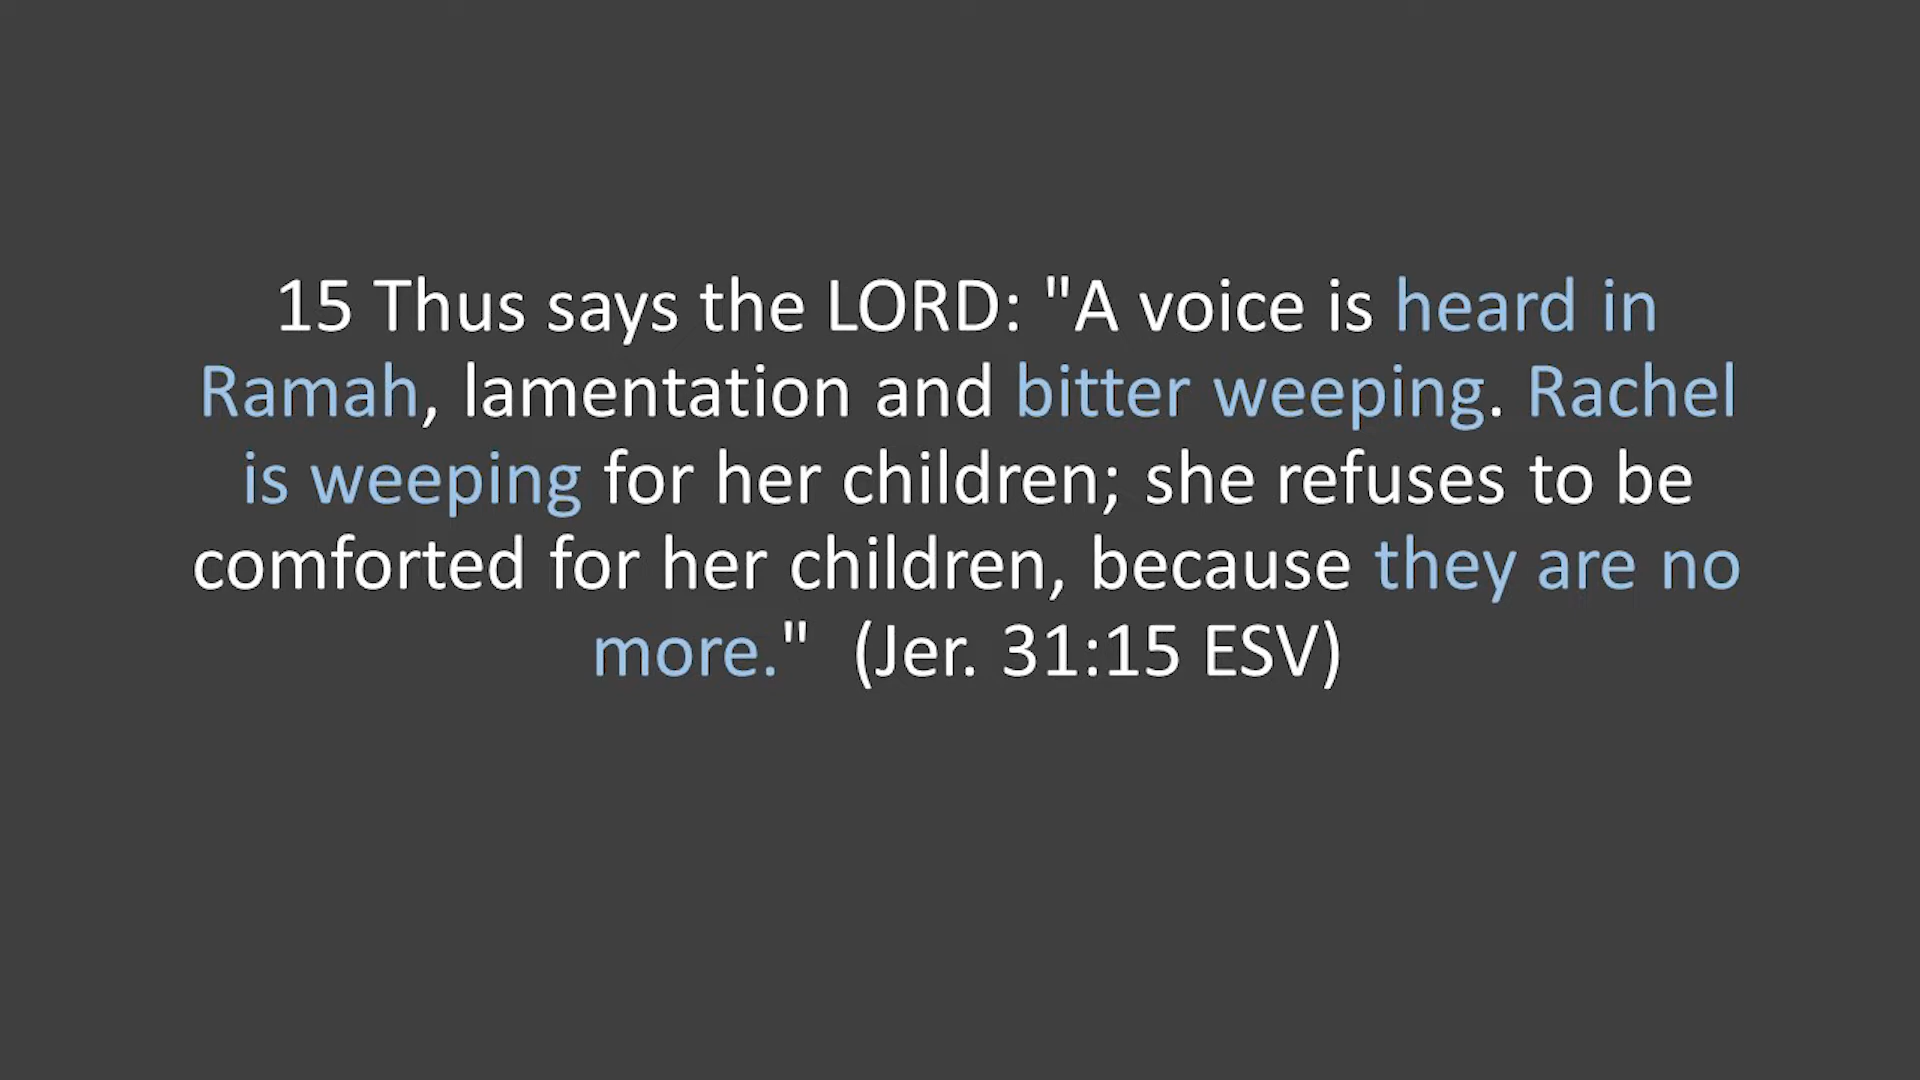 15 Thus says the LORD: "A voice is heard in
Ramah, lamentation and bitter weeping. Rachel
is weeping for her children; she refuses to be
comforted for her children, because they are no
more."  (Jer. 31:15 ESV)